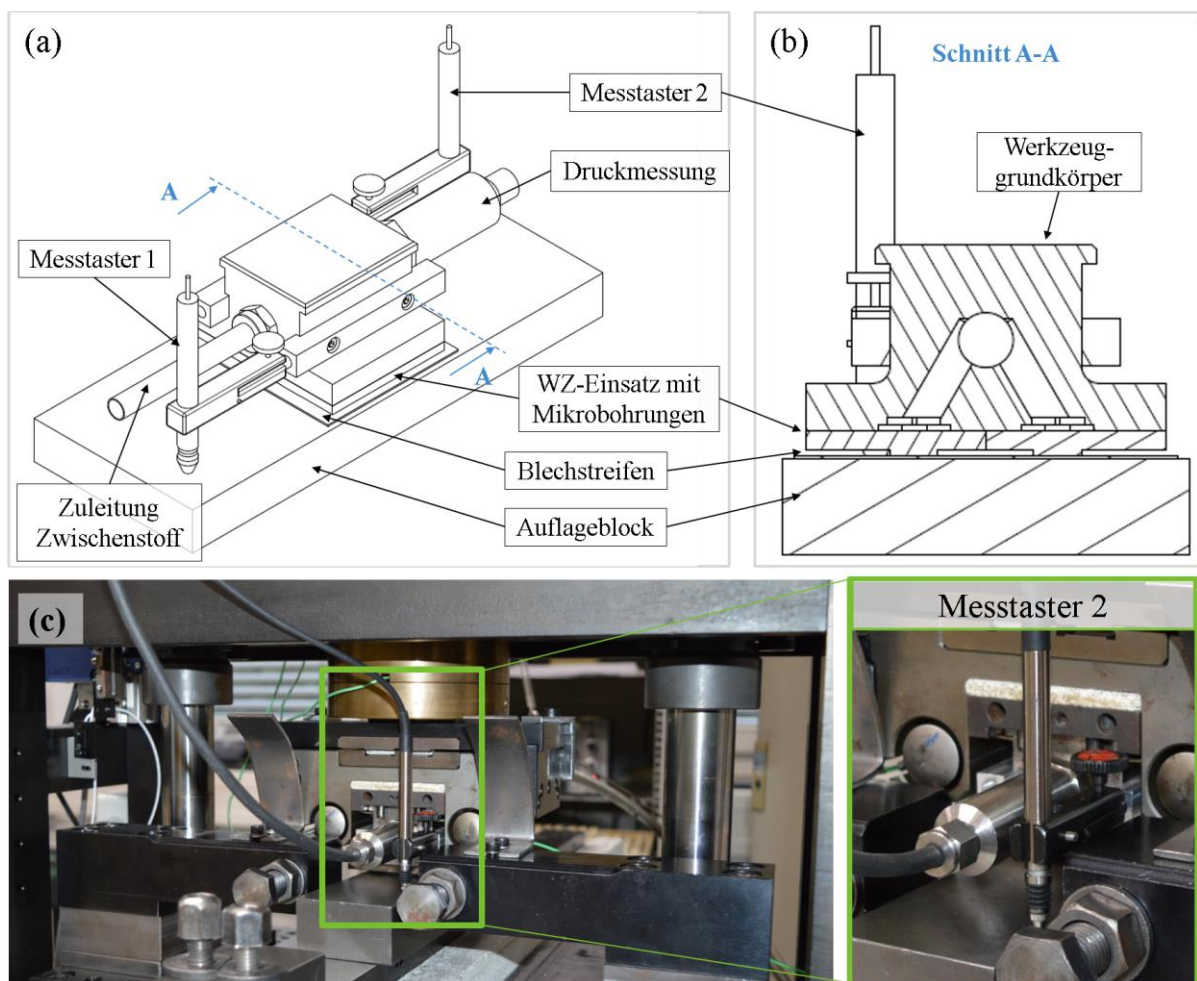 (a)
Messtaster 2
Druckmessung
A
Messtaster 1
A
WZ-Einsatz mit
Mikrobohrungen
Blechstreifen
Auflageblock
Zuleitung
Zwischenstoff
(b)
Schnitt A-A
Werkzeug-
grundkörper
(c)
Messtaster 2